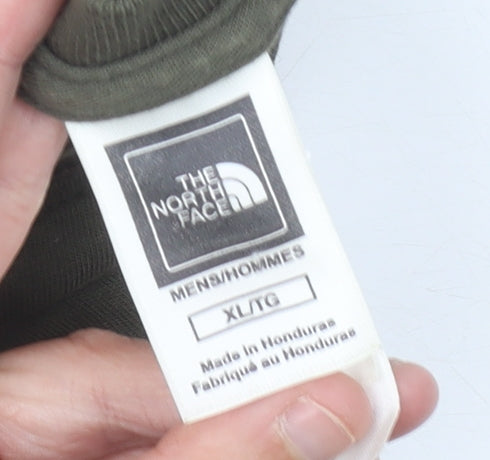 THE
NORTH
FACE
MENS/HOMMES
XL/TG
Made in Honduras
Fabriqué au Honduras